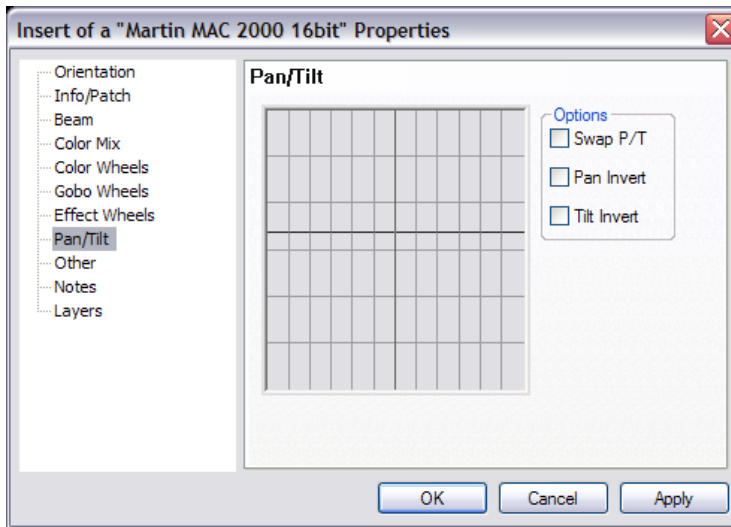 Insert of a "Martin MAC 2000 16bit" Properties
Orientation
Info/Patch
Beam
Color Mix
Color Wheels
Gobo Wheels
Effect Wheels
Pan/Tilt
Other
Notes
Layers
Pan/Tilt
Options
Swap P/T
Pan Invert
Tilt Invert
OK
Cancel
Apply